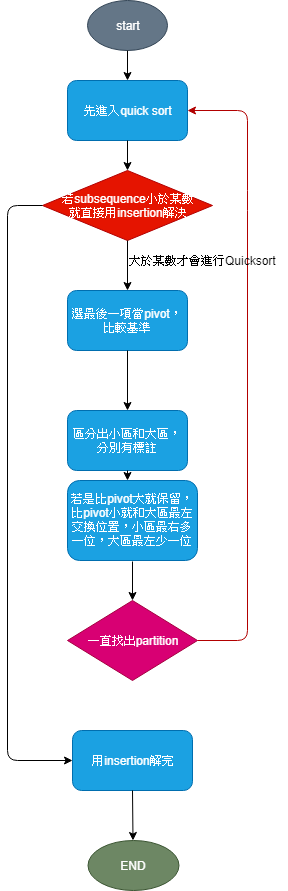 start
先進入quick sort
若subsequence小於某數
就直接用insertion解決
大於某數才會進行Quicksort
選最後一項當pivot，
比較基準
區分出小區和大區，
分別有標註
若是比pivot大就保留，
比pivot小就和大區最左
交換位置，小區最右多
一位，大區最左少一位
一直找出partition
用insertion解完
END